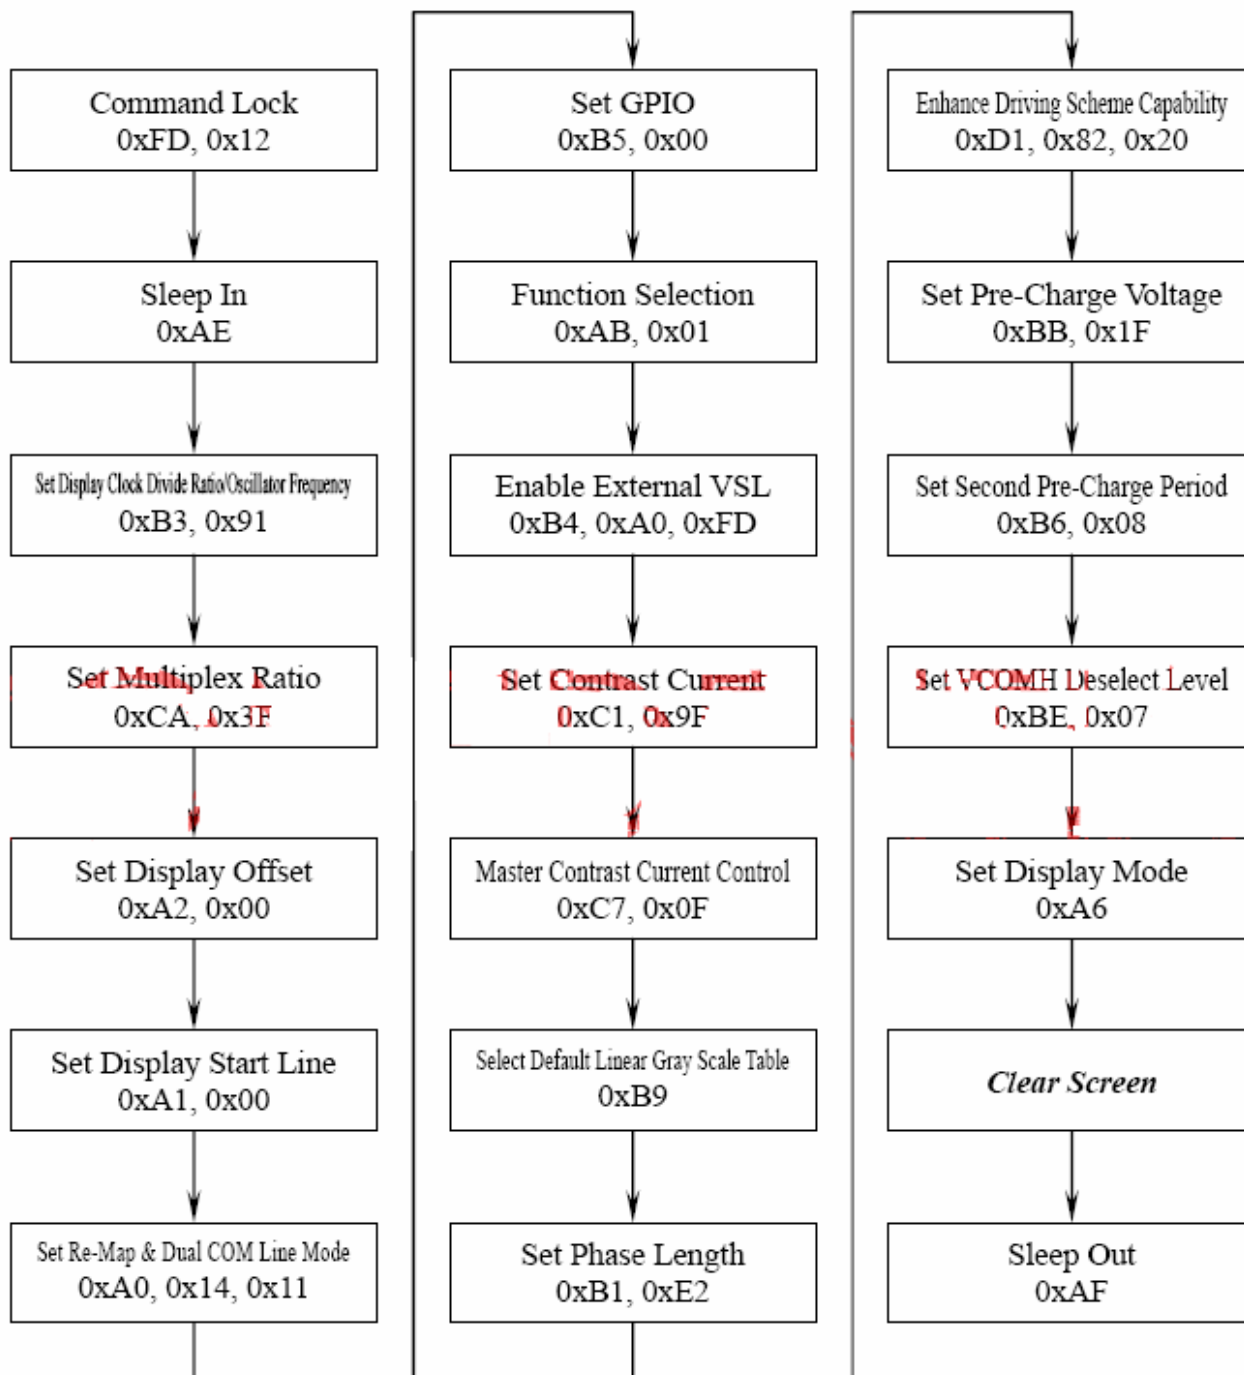 Command Lock
0xFD, 0x12
Sleep In
0xAE
Set Display Clock Divide Ratio/Oscillator Frequency
0xB3, 0x91
Set Multiplex Ratio
0xCA, 0x3F
Set Display Offset
0xA2, 0x00
Set Display Start Line
0xA1, 0x00
Set Re-Map & Dual COM Line Mode
0xA0, 0x14, 0x11
Set GPIO
0xB5, 0x00
Function Selection
0xAB, 0x01
Enable External VSL
0xB4, 0xA0, 0xFD
Set Contrast Current
0xC1, 0x9F
Master Contrast Current Control
0xC7, 0x0F
Select Default Linear Gray Scale Table
0xB9
Set Phase Length
0xB1, 0xE2
Enhance Driving Scheme Capability
0xD1, 0x82, 0x20
Set Pre-Charge Voltage
0xBB, 0x1F
Set Second Pre-Charge Period
0xB6, 0x08
Set VCOMH Deselect Level
0xBE, 0x07
Set Display Mode
0xA6
Clear Screen
Sleep Out
0xAF